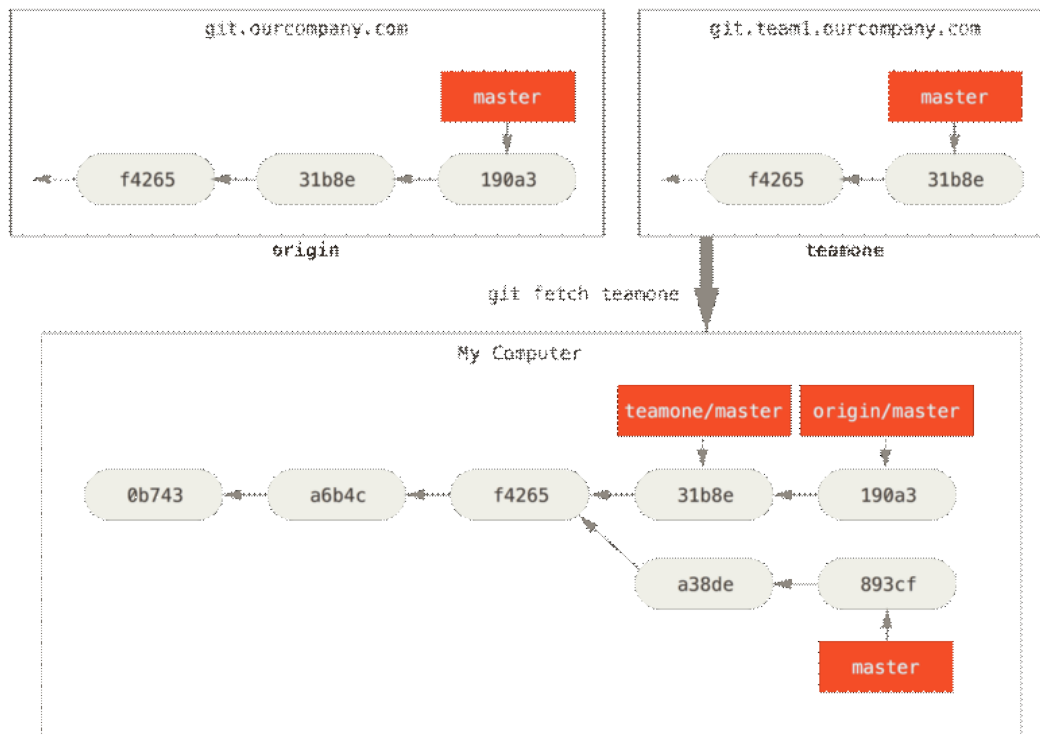 git.ourcompany.com
master
f4265 31b8e 190a3
origin
git.team1.ourcompany.com
master
f4265 31b8e
teamone
git fetch teamone
My Computer
teamone/master origin/master
0b743 a6b4c f4265 31b8e 190a3
a38de 893cf
master